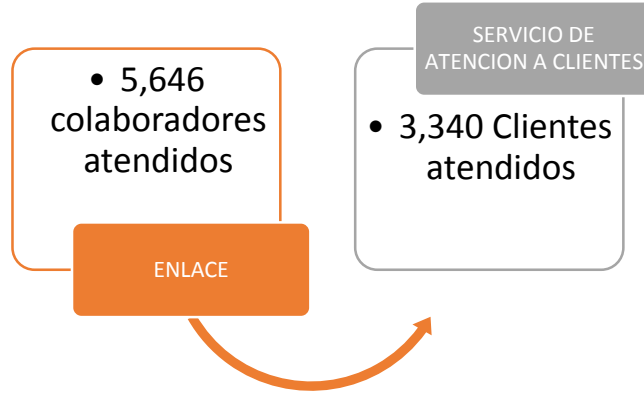 • 5,646
colaboradores
atendidos
ENLACE
SERVICIO DE
ATENCION A CLIENTES
• 3,340 Clientes
atendidos